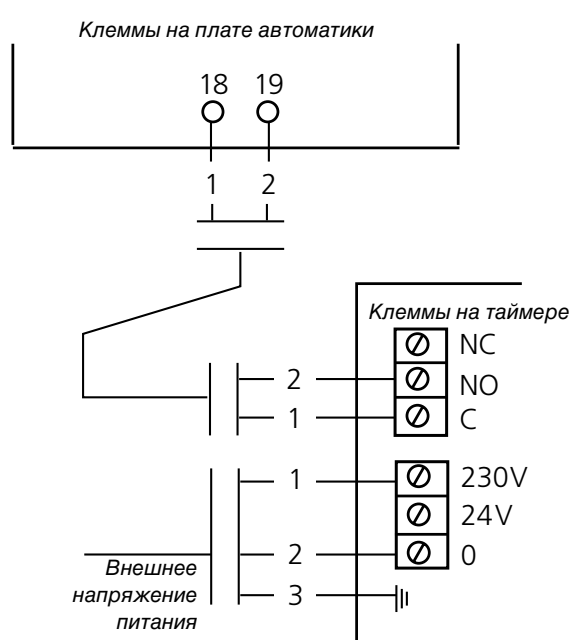 Клеммы на плате автоматики
18 19
1 2
Клеммы на таймере
NC
2 NO
1 C
1 230V
24V
2 0
Внешнее
напряжение
питания
3